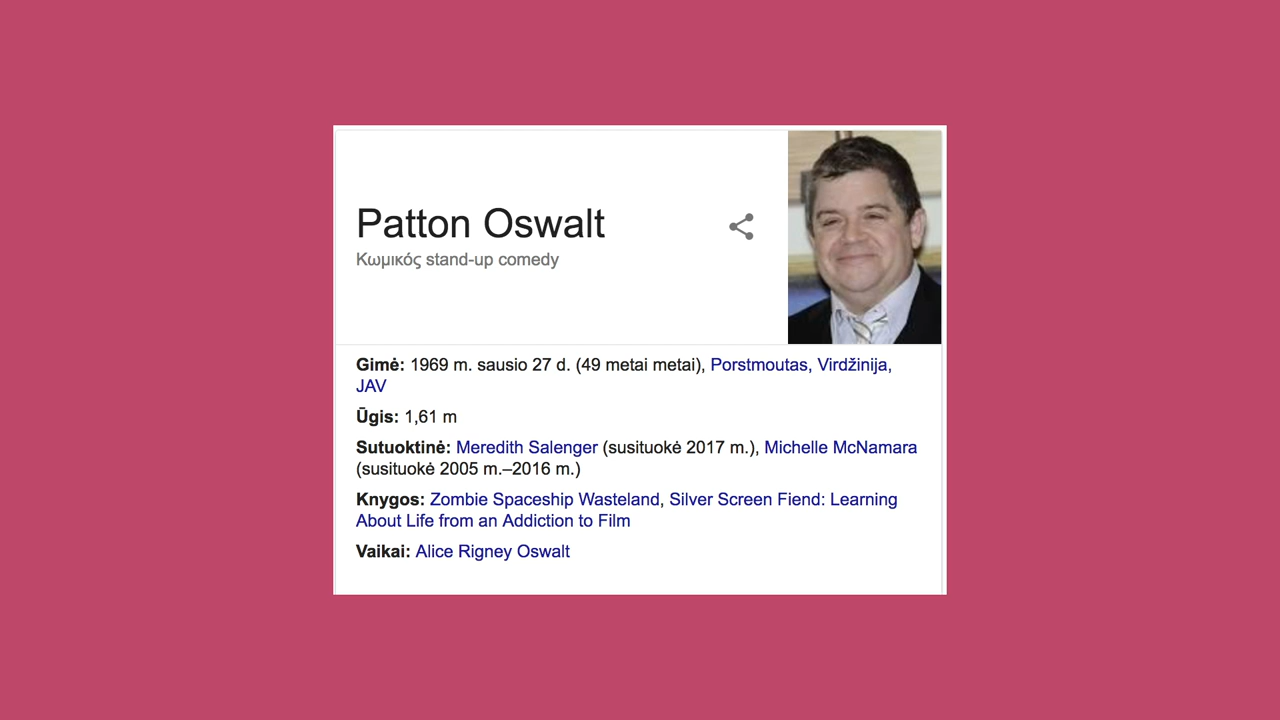 Patton Oswalt
Κωμικός stand-up comedy
Gimė: 1969 m. sausio 27 d. (49 metai metai), Porstmoutas, Virdžinija,
JAV
Ūgis: 1,61 m
Sutuoktinė: Meredith Salenger (susituokė 2017 m.), Michelle McNamara
(susituokė 2005 m.–2016 m.)
Knygos: Zombie Spaceship Wasteland, Silver Screen Fiend: Learning
About Life from an Addiction to Film
Vaikai: Alice Rigney Oswalt